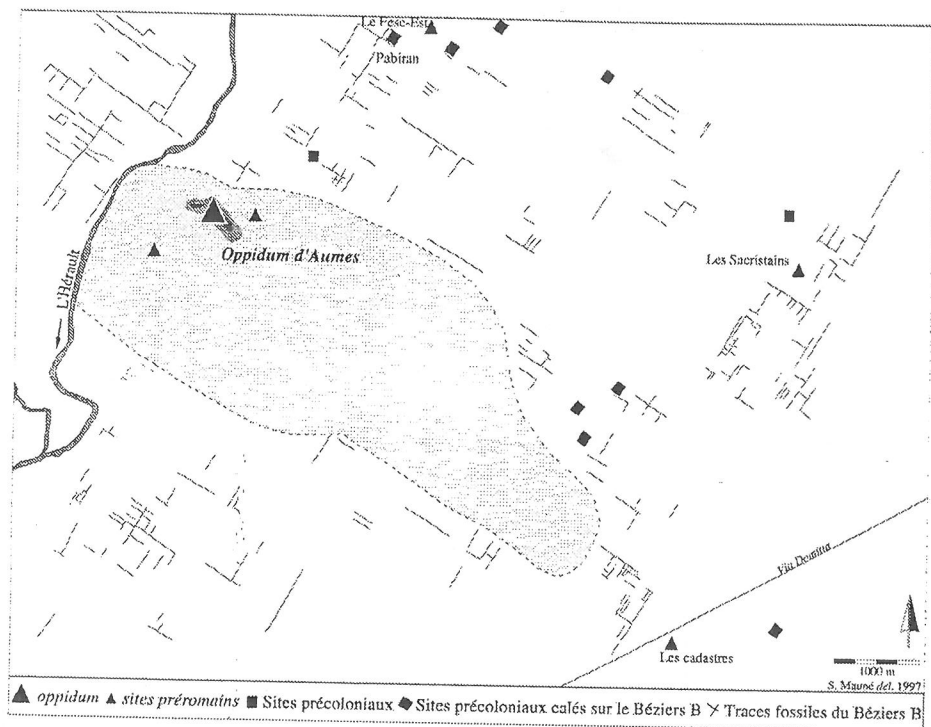 Le Fesc-Est
Pabiran
L'Hérault
Oppidum d'Aumes
Les Sacristains
Via Domitia
Les cadastres
1000 m
S. Mauné del. 1997
oppidum sites préromains Sites précoloniaux Sites précoloniaux calés sur le Béziers B Traces fossiles du Béziers B